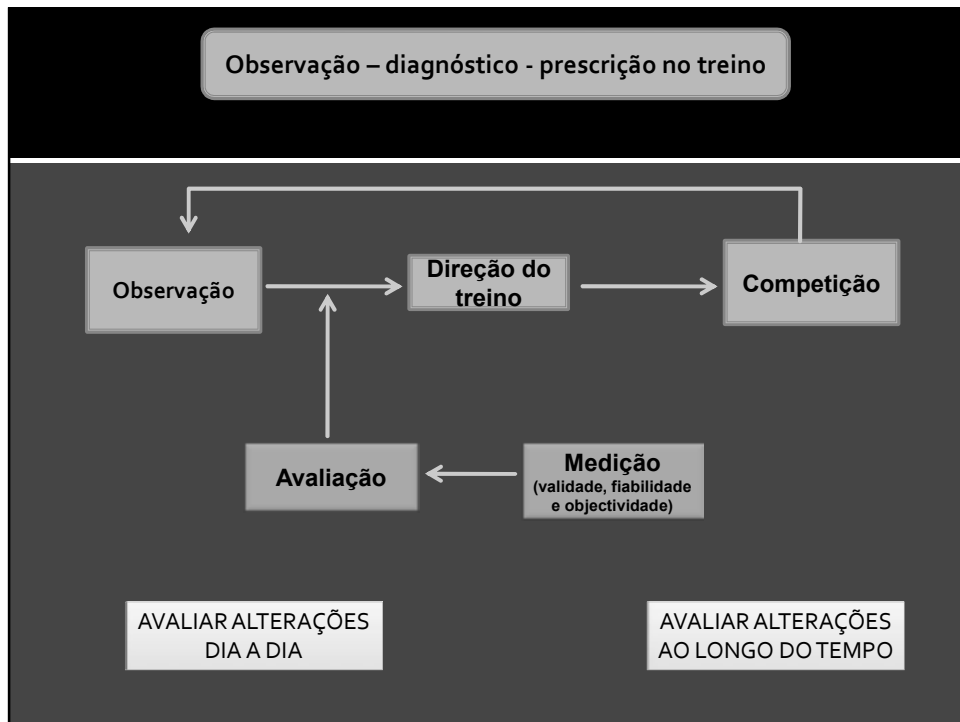 Observação – diagnóstico - prescrição no treino
Observação
Direção do
treino
Competição
Avaliação
Medição
(validade, fiabilidade
e objectividade)
AVALIAR ALTERAÇÕES
DIA A DIA
AVALIAR ALTERAÇÕES
AO LONGO DO TEMPO